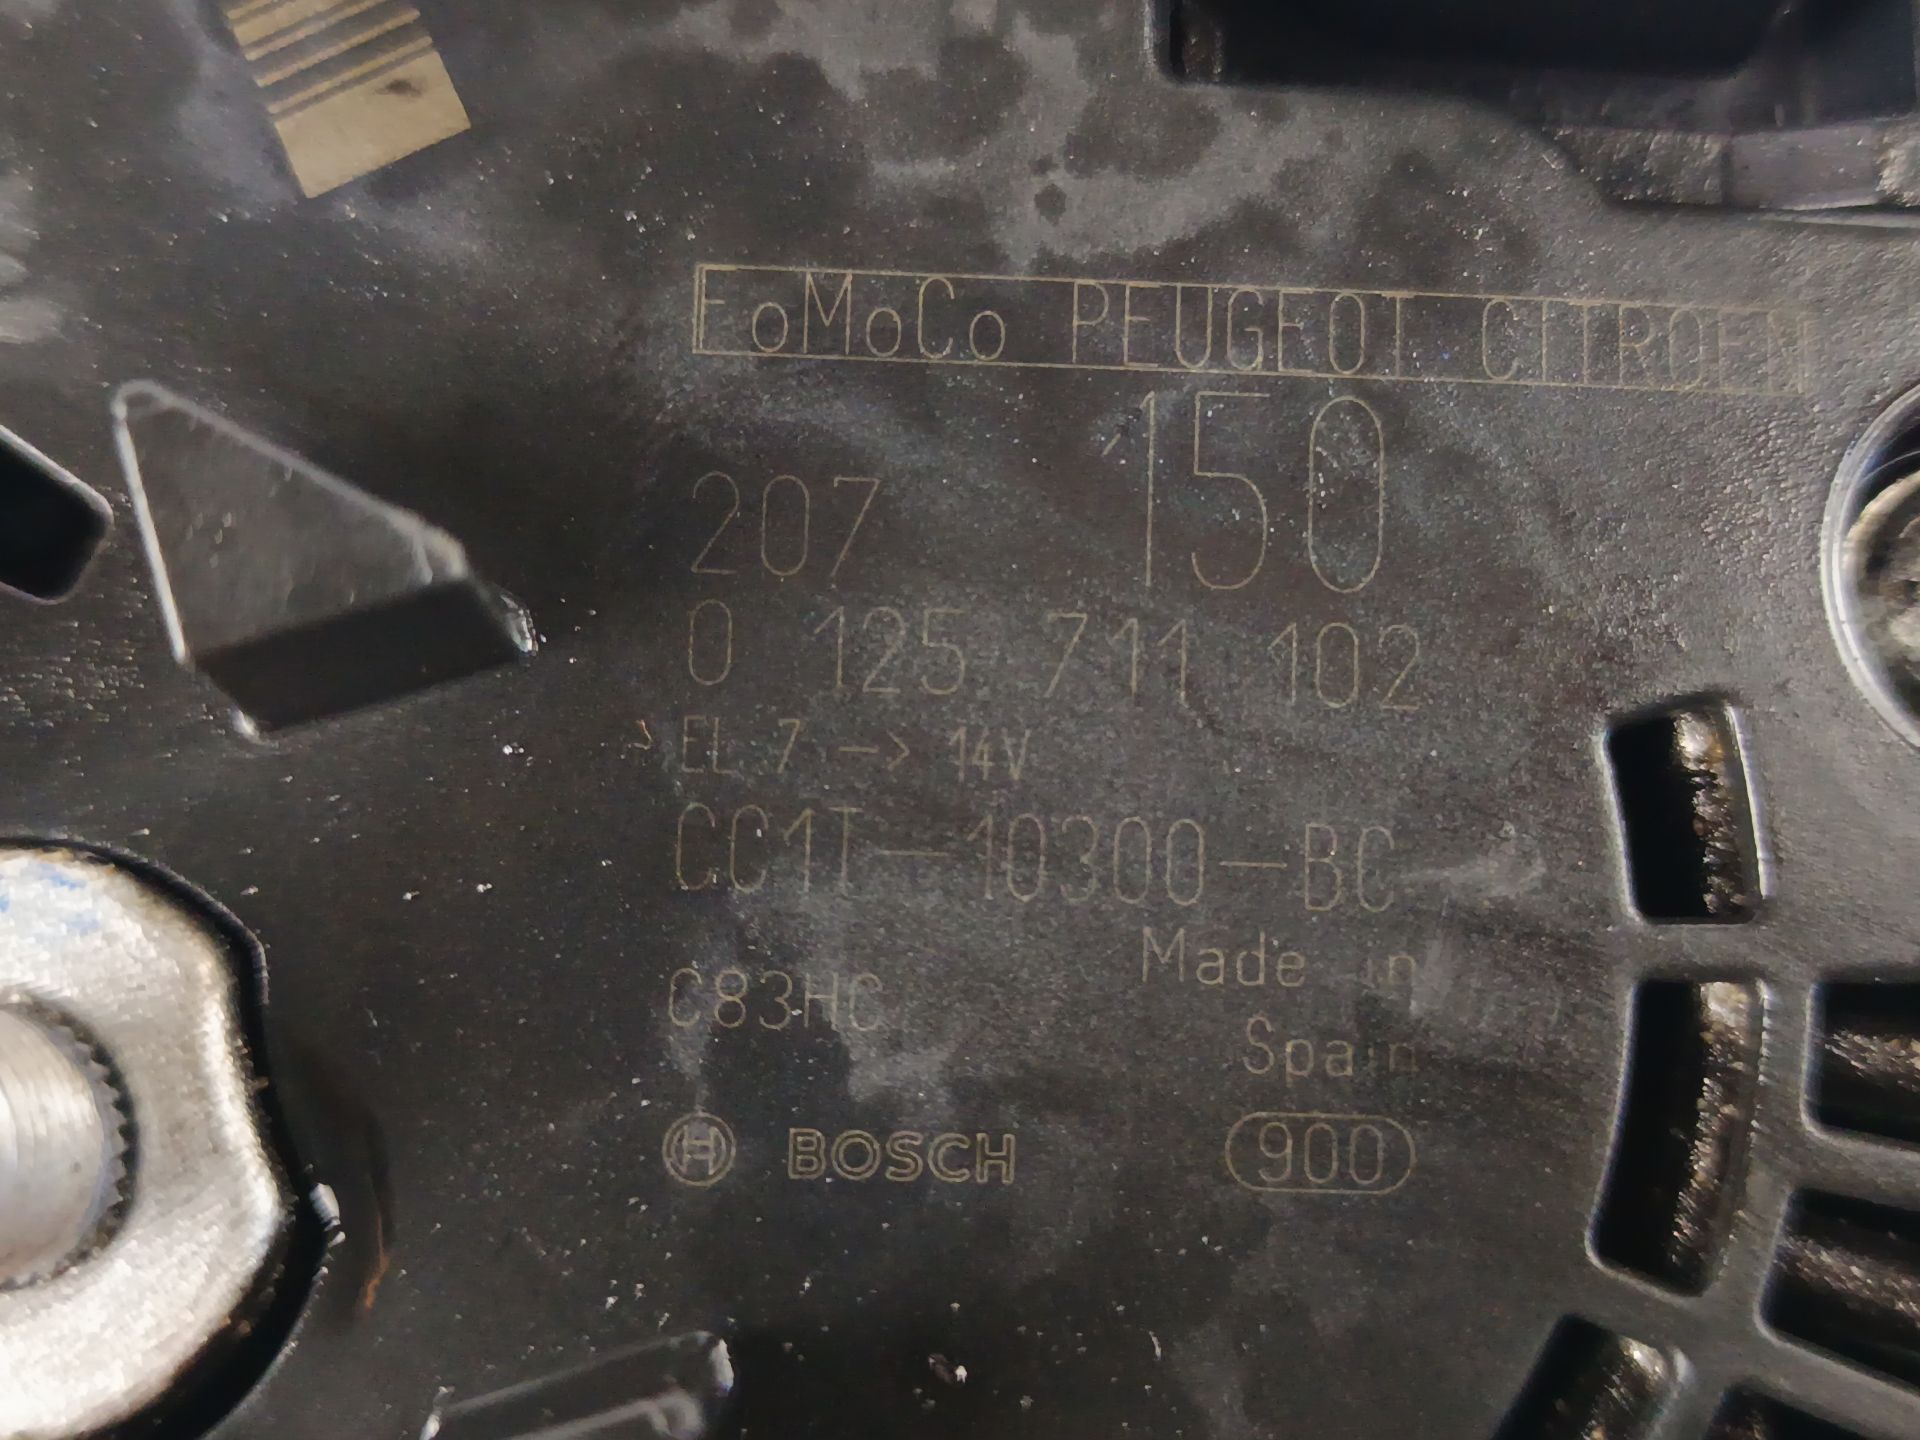 FoMoCo PEUGEOT CITROEN
207 150
0 125 711 102
EL 7 -> 14V
CC1T-10300-BC
C83HC Made in
Spain
BOSCH 900